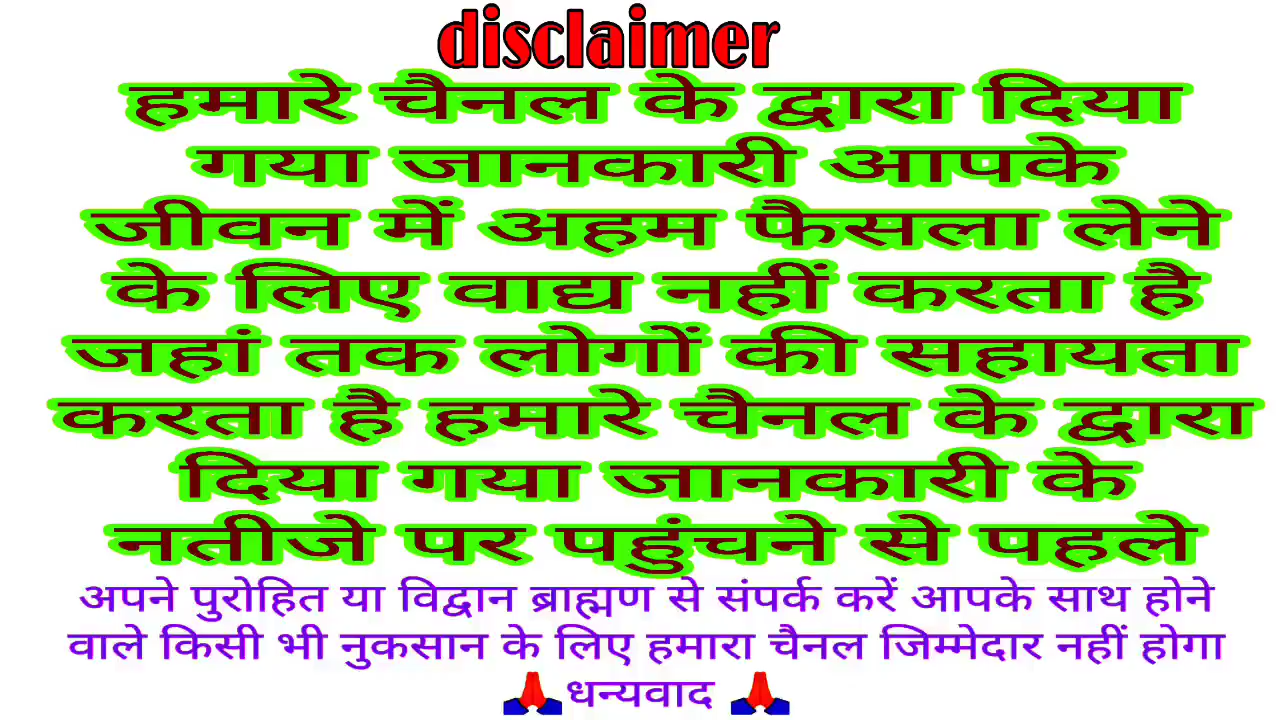 disclaimer
हमारे चैनल के द्वारा दिया
गया जानकारी आपके
जीवन में अहम फैसला लेने
के लिए वाद्य नहीं करता है
जहां तक लोगों की सहायता
करता है हमारे चैनल के द्वारा
दिया गया जानकारी के
नतीजे पर पहुंचने से पहले
अपने पुरोहित या विद्वान ब्राह्मण से संपर्क करें आपके साथ होने
वाले किसी भी नुकसान के लिए हमारा चैनल जिम्मेदार नहीं होगा
🙏धन्यवाद 🙏